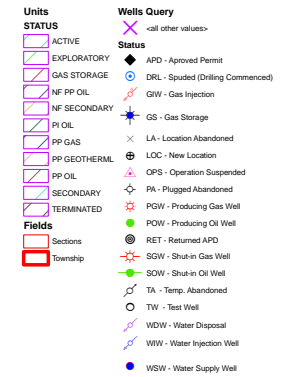 Units
STATUS
ACTIVE
EXPLORATORY
GAS STORAGE
NF PP OIL
NF SECONDARY
PI OIL
PP GAS
PP GEOTHERML
PP OIL
SECONDARY
TERMINATED
Fields
Sections
Township
Wells Query
<all other values>
Status
APD - Aproved Permit
DRL - Spuded (Drilling Commenced)
GIW - Gas Injection
GS - Gas Storage
LA - Location Abandoned
LOC - New Location
OPS - Operation Suspended
PA - Plugged Abandoned
PGW - Producing Gas Well
POW - Producing Oil Well
RET - Returned APD
SGW - Shut-in Gas Well
SOW - Shut-in Oil Well
TA - Temp. Abandoned
TW - Test Well
WDW - Water Disposal
WIW - Water Injection Well
WSW - Water Supply Well